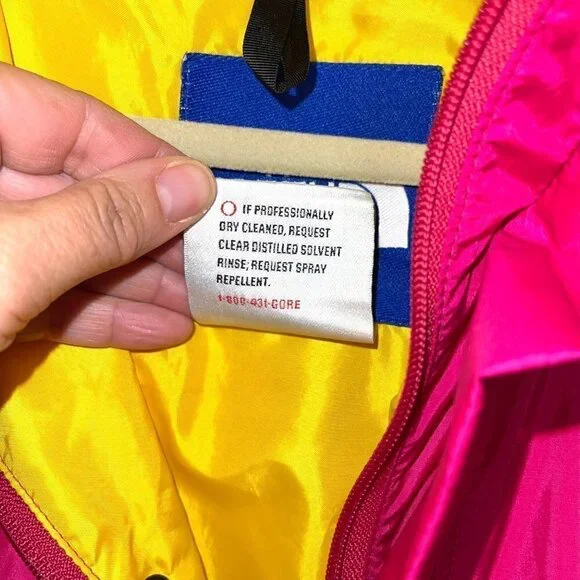 IF PROFESSIONALLY
DRY CLEANED, REQUEST
CLEAR DISTILLED SOLVENT
RINSE; REQUEST SPRAY
REPELLENT.
1-800-431-GORE